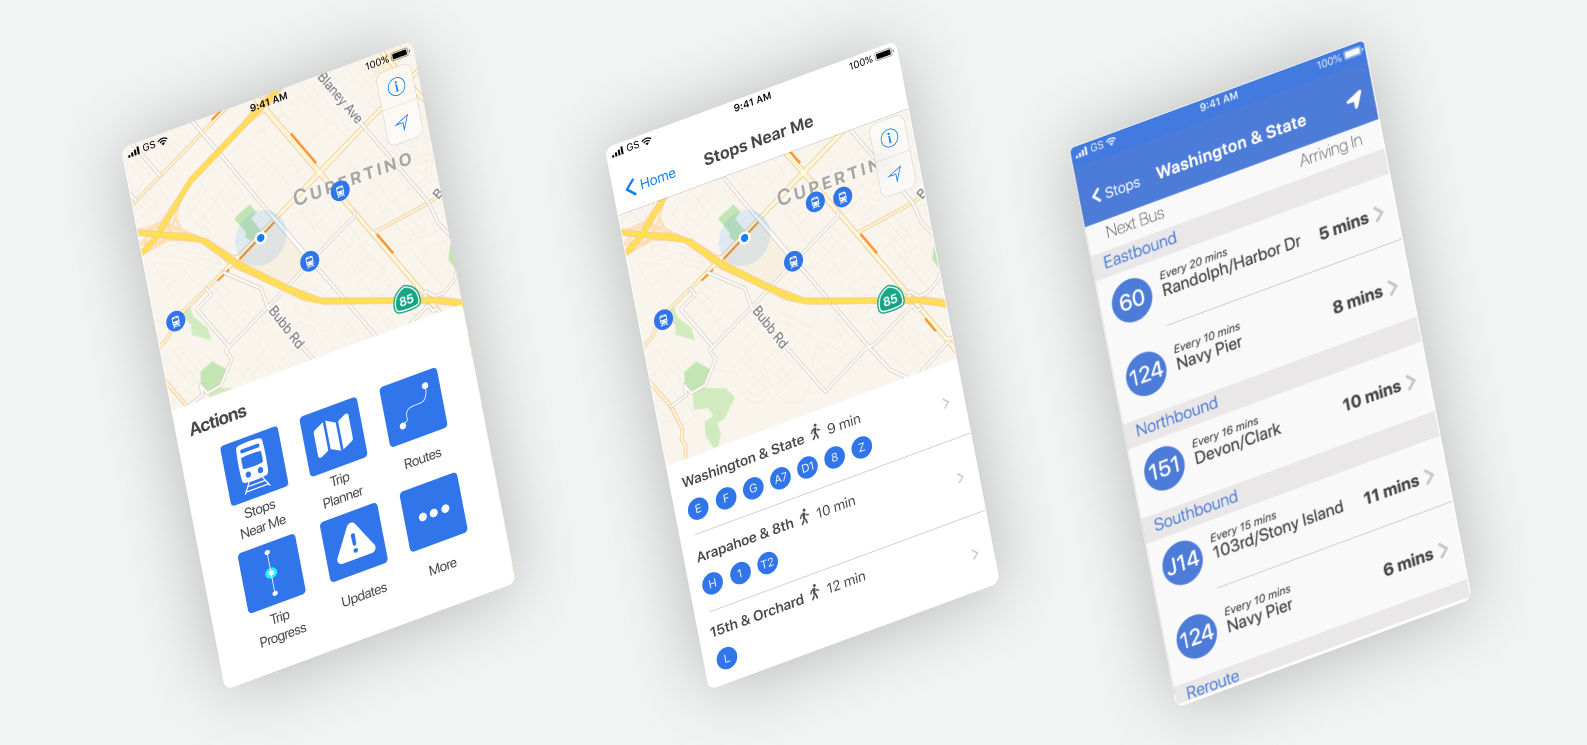 GS
9:41 AM
100%
Blaney Ave
CUPERTINO
B
85
Bubb Rd
Actions
Stops
Near Me
Trip
Planner
Routes
Trip
Progress
Updates
More
GS
9:41 AM
100%
Home
Stops Near Me
CUPERTIN
B
85
Bubb Rd
Washington & State 9 min
E F G A7 D1 8 Z
Arapahoe & 8th 10 min
H 1 T2
15th & Orchard 12 min
L
GS
9:41 AM
100%
Stops
Washington & State
Next Bus
Arriving In
Eastbound
60
Every 20 mins
Randolph/Harbor Dr
5 mins
124
Every 10 mins
Navy Pier
8 mins
Northbound
151
Every 16 mins
Devon/Clark
10 mins
Southbound
J14
Every 15 mins
103rd/Stony Island
11 mins
124
Every 10 mins
Navy Pier
6 mins
Reroute